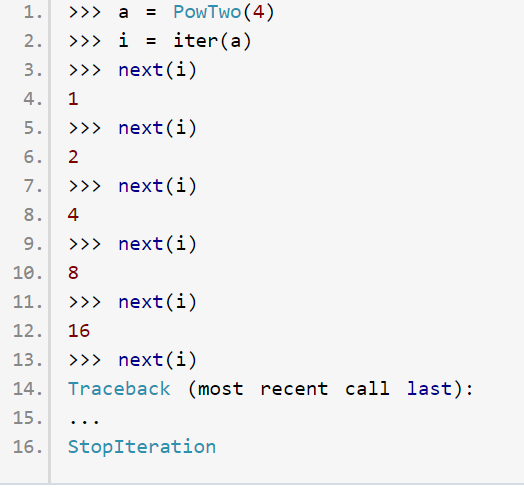 1. >>> a = PowTwo(4)
2. >>> i = iter(a)
3. >>> next(i)
4. 1
5. >>> next(i)
6. 2
7. >>> next(i)
8. 4
9. >>> next(i)
10. 8
11. >>> next(i)
12. 16
13. >>> next(i)
14. Traceback (most recent call last):
15. ...
16. StopIteration